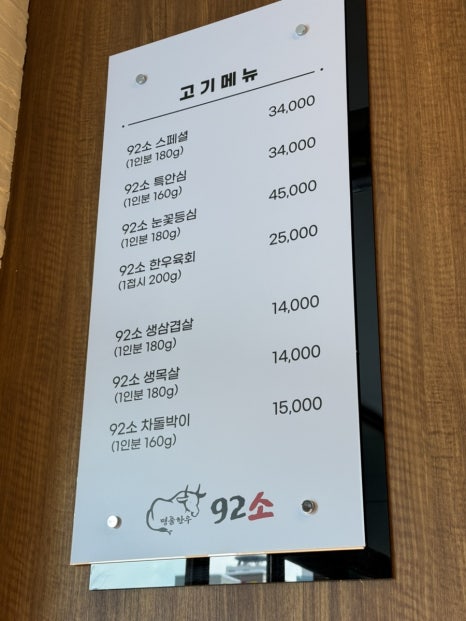 고기메뉴
92소 스페셜 34,000
(1인분 180g)
92소 특안심 34,000
(1인분 160g)
92소 눈꽃등심 45,000
(1인분 180g)
92소 한우육회 25,000
(1접시 200g)
92소 생삼겹살 14,000
(1인분 180g)
92소 생목살 14,000
(1인분 180g)
92소 차돌박이 15,000
(1인분 160g)
명품한우 92소